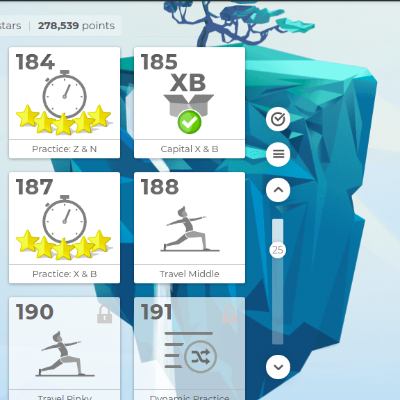 stars | 278,539 points
184
Practice: Z & N
185
XB
Capital X & B
187
Practice: X & B
188
Travel Middle
25
190
Travel Pinky
191
Dynamic Practice